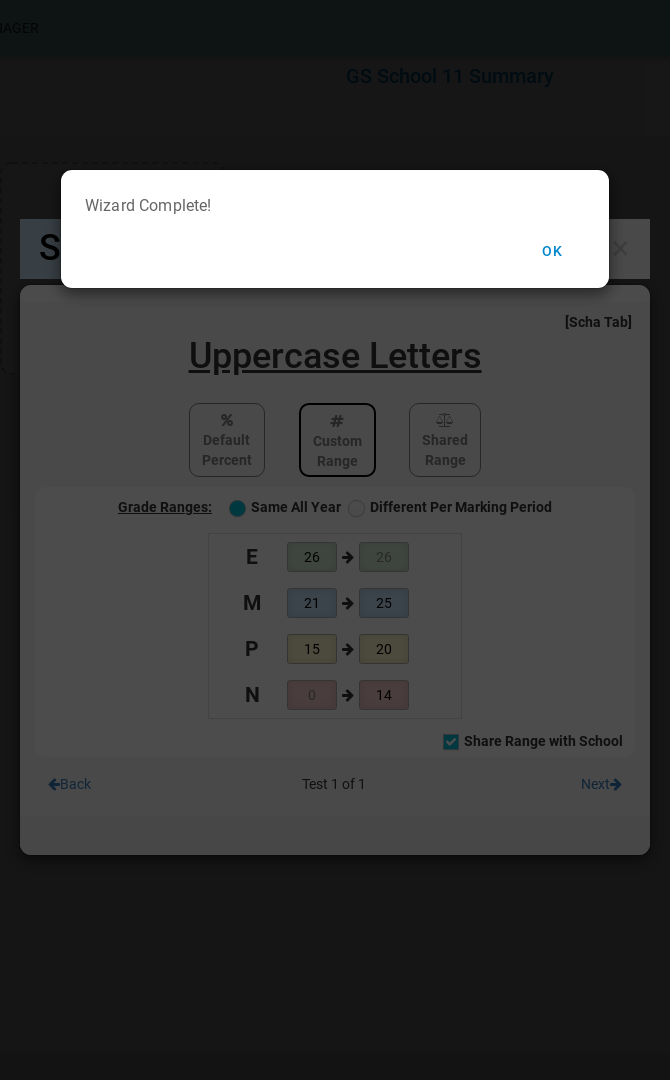 GS School 11 Summary
Wizard Complete!
OK
S
[Scha Tab]
Uppercase Letters
% Default Percent
# Custom Range
Shared Range
Grade Ranges: Same All Year Different Per Marking Period
E 26 26
M 21 25
P 15 20
N 0 14
Share Range with School
Back Test 1 of 1 Next